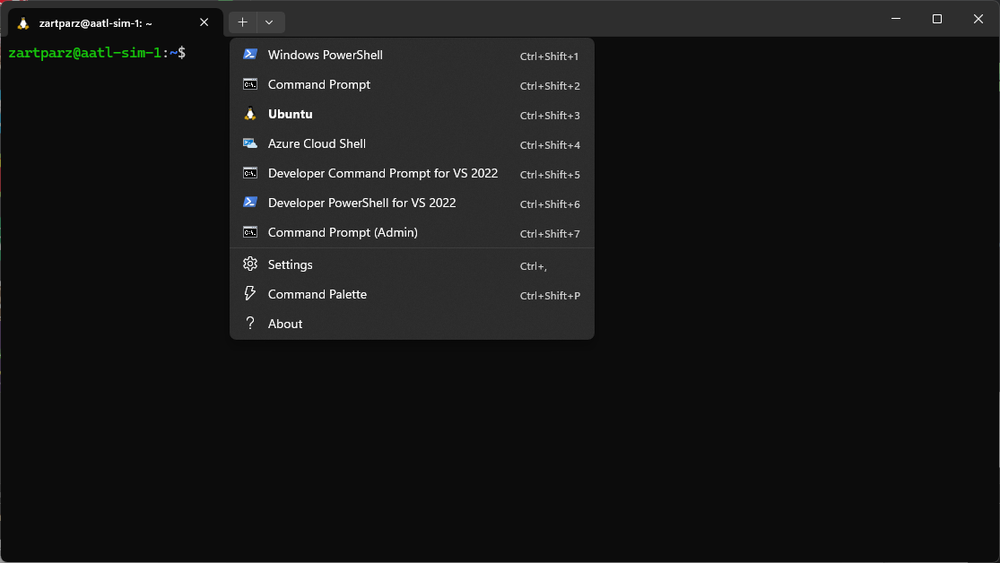 zartparz@aatl-sim-1: ~
zartparz@aatl-sim-1:~$
Windows PowerShell Ctrl+Shift+1
Command Prompt Ctrl+Shift+2
Ubuntu Ctrl+Shift+3
Azure Cloud Shell Ctrl+Shift+4
Developer Command Prompt for VS 2022 Ctrl+Shift+5
Developer PowerShell for VS 2022 Ctrl+Shift+6
Command Prompt (Admin) Ctrl+Shift+7
Settings Ctrl+,
Command Palette Ctrl+Shift+P
About